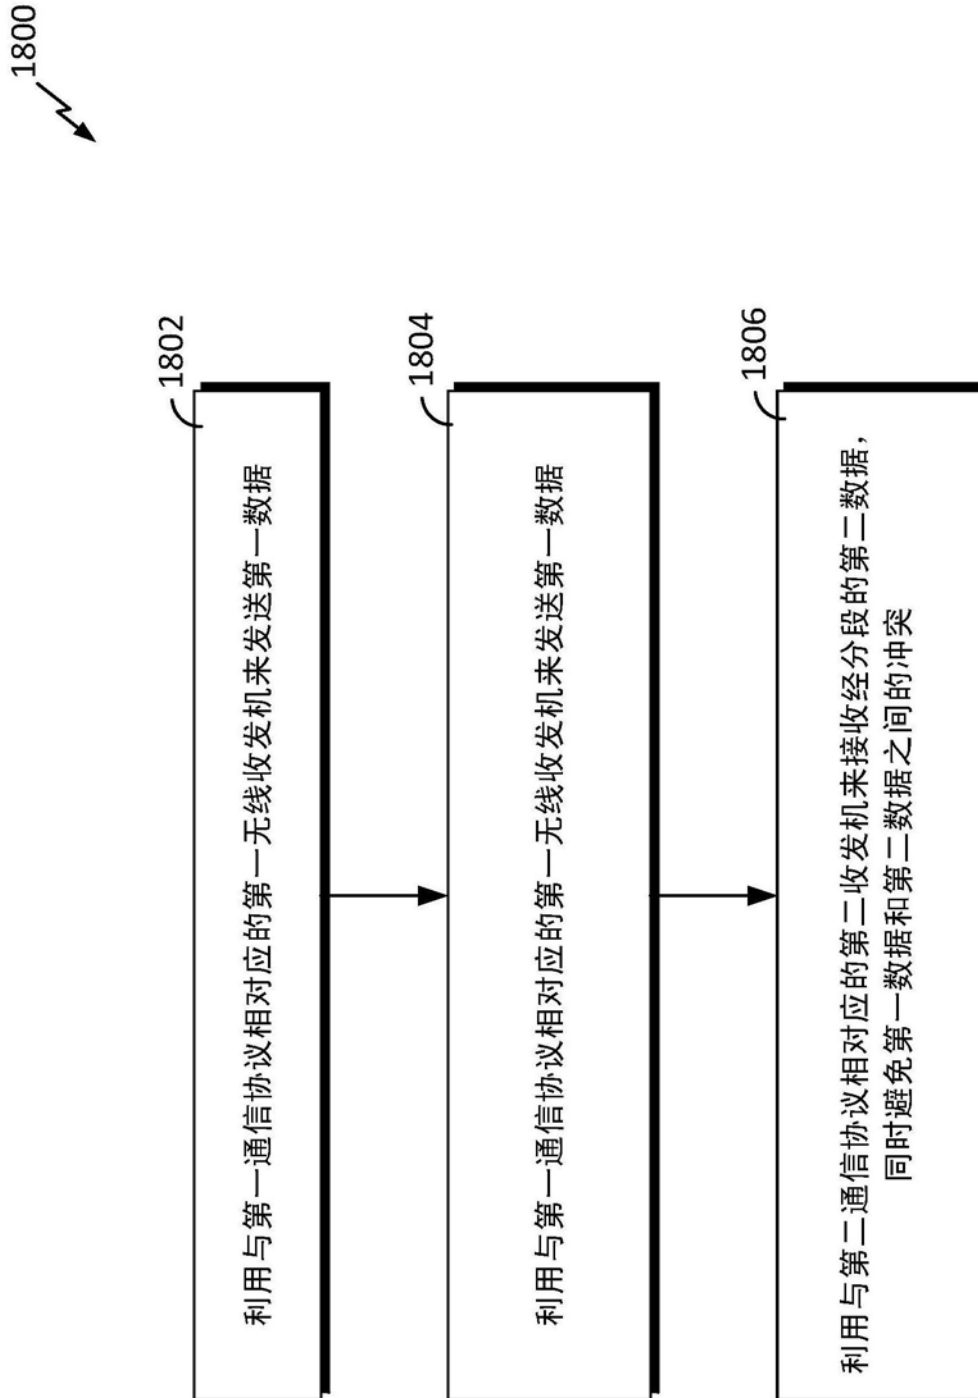 1800
1802
利用与第一通信协议相对应的第一无线收发机来发送第一数据
1804
利用与第一通信协议相对应的第一无线收发机来发送第一数据
1806
利用与第二通信协议相对应的第二收发机来接收经分段的第二数据，
同时避免第一数据和第二数据之间的冲突